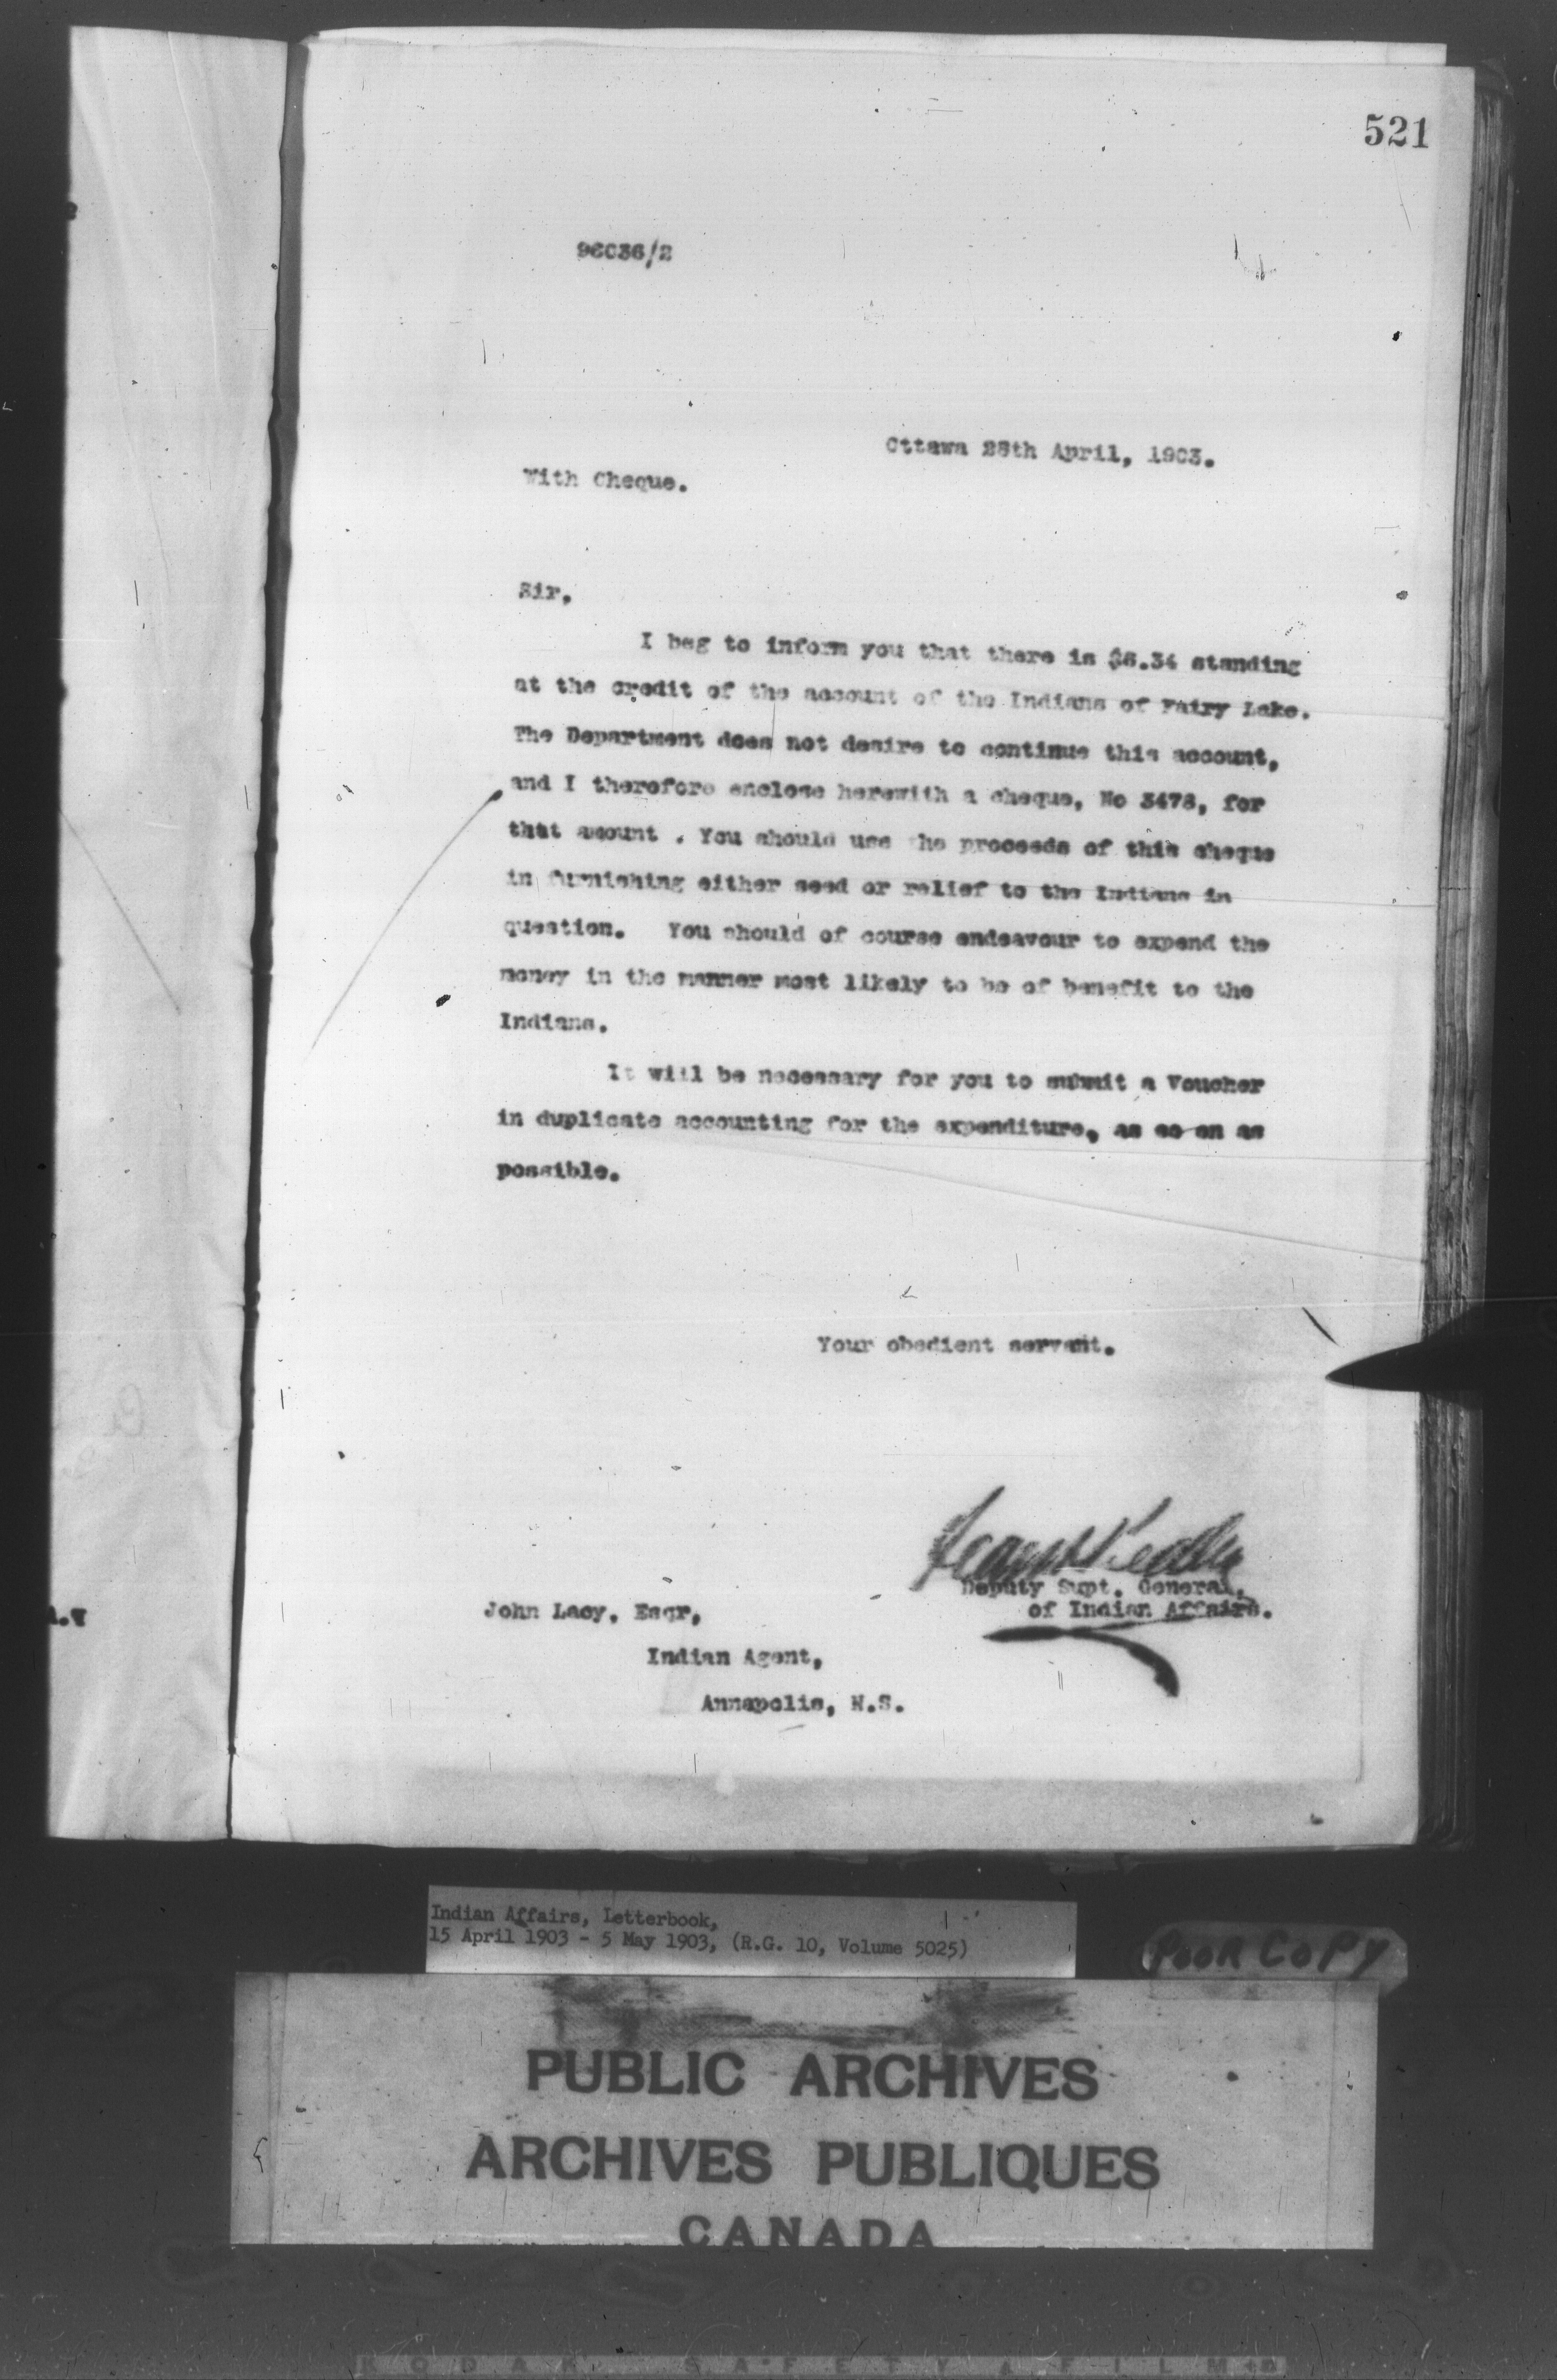 521
96036/2
Ottawa 28th April, 1903.
With Cheque.
Sir,
I beg to inform you that there is $6.34 standing
at the credit of the account of the Indians of Fairy Lake.
The Department does not desire to continue this account,
and I therefore enclose herewith a cheque, No 3478, for
that amount . You should use the proceeds of this cheque
in furnishing either seed or relief to the Indians in
question. You should of course endeavour to expend the
money in the manner most likely to be of benefit to the
Indians.
It will be necessary for you to submit a Voucher
in duplicate accounting for the expenditure, as so on as
possible.
Your obedient servant.
Deputy Supt. General,
of Indian Affairs.
John Lacy, Esqr,
Indian Agent,
Annapolis, N.S.
Indian Affairs, Letterbook,
15 April 1903 - 5 May 1903, (R.G. 10, Volume 5025)
POOR COPY
PUBLIC ARCHIVES
ARCHIVES PUBLIQUES
CANADA
KODAK SAFETY FILM